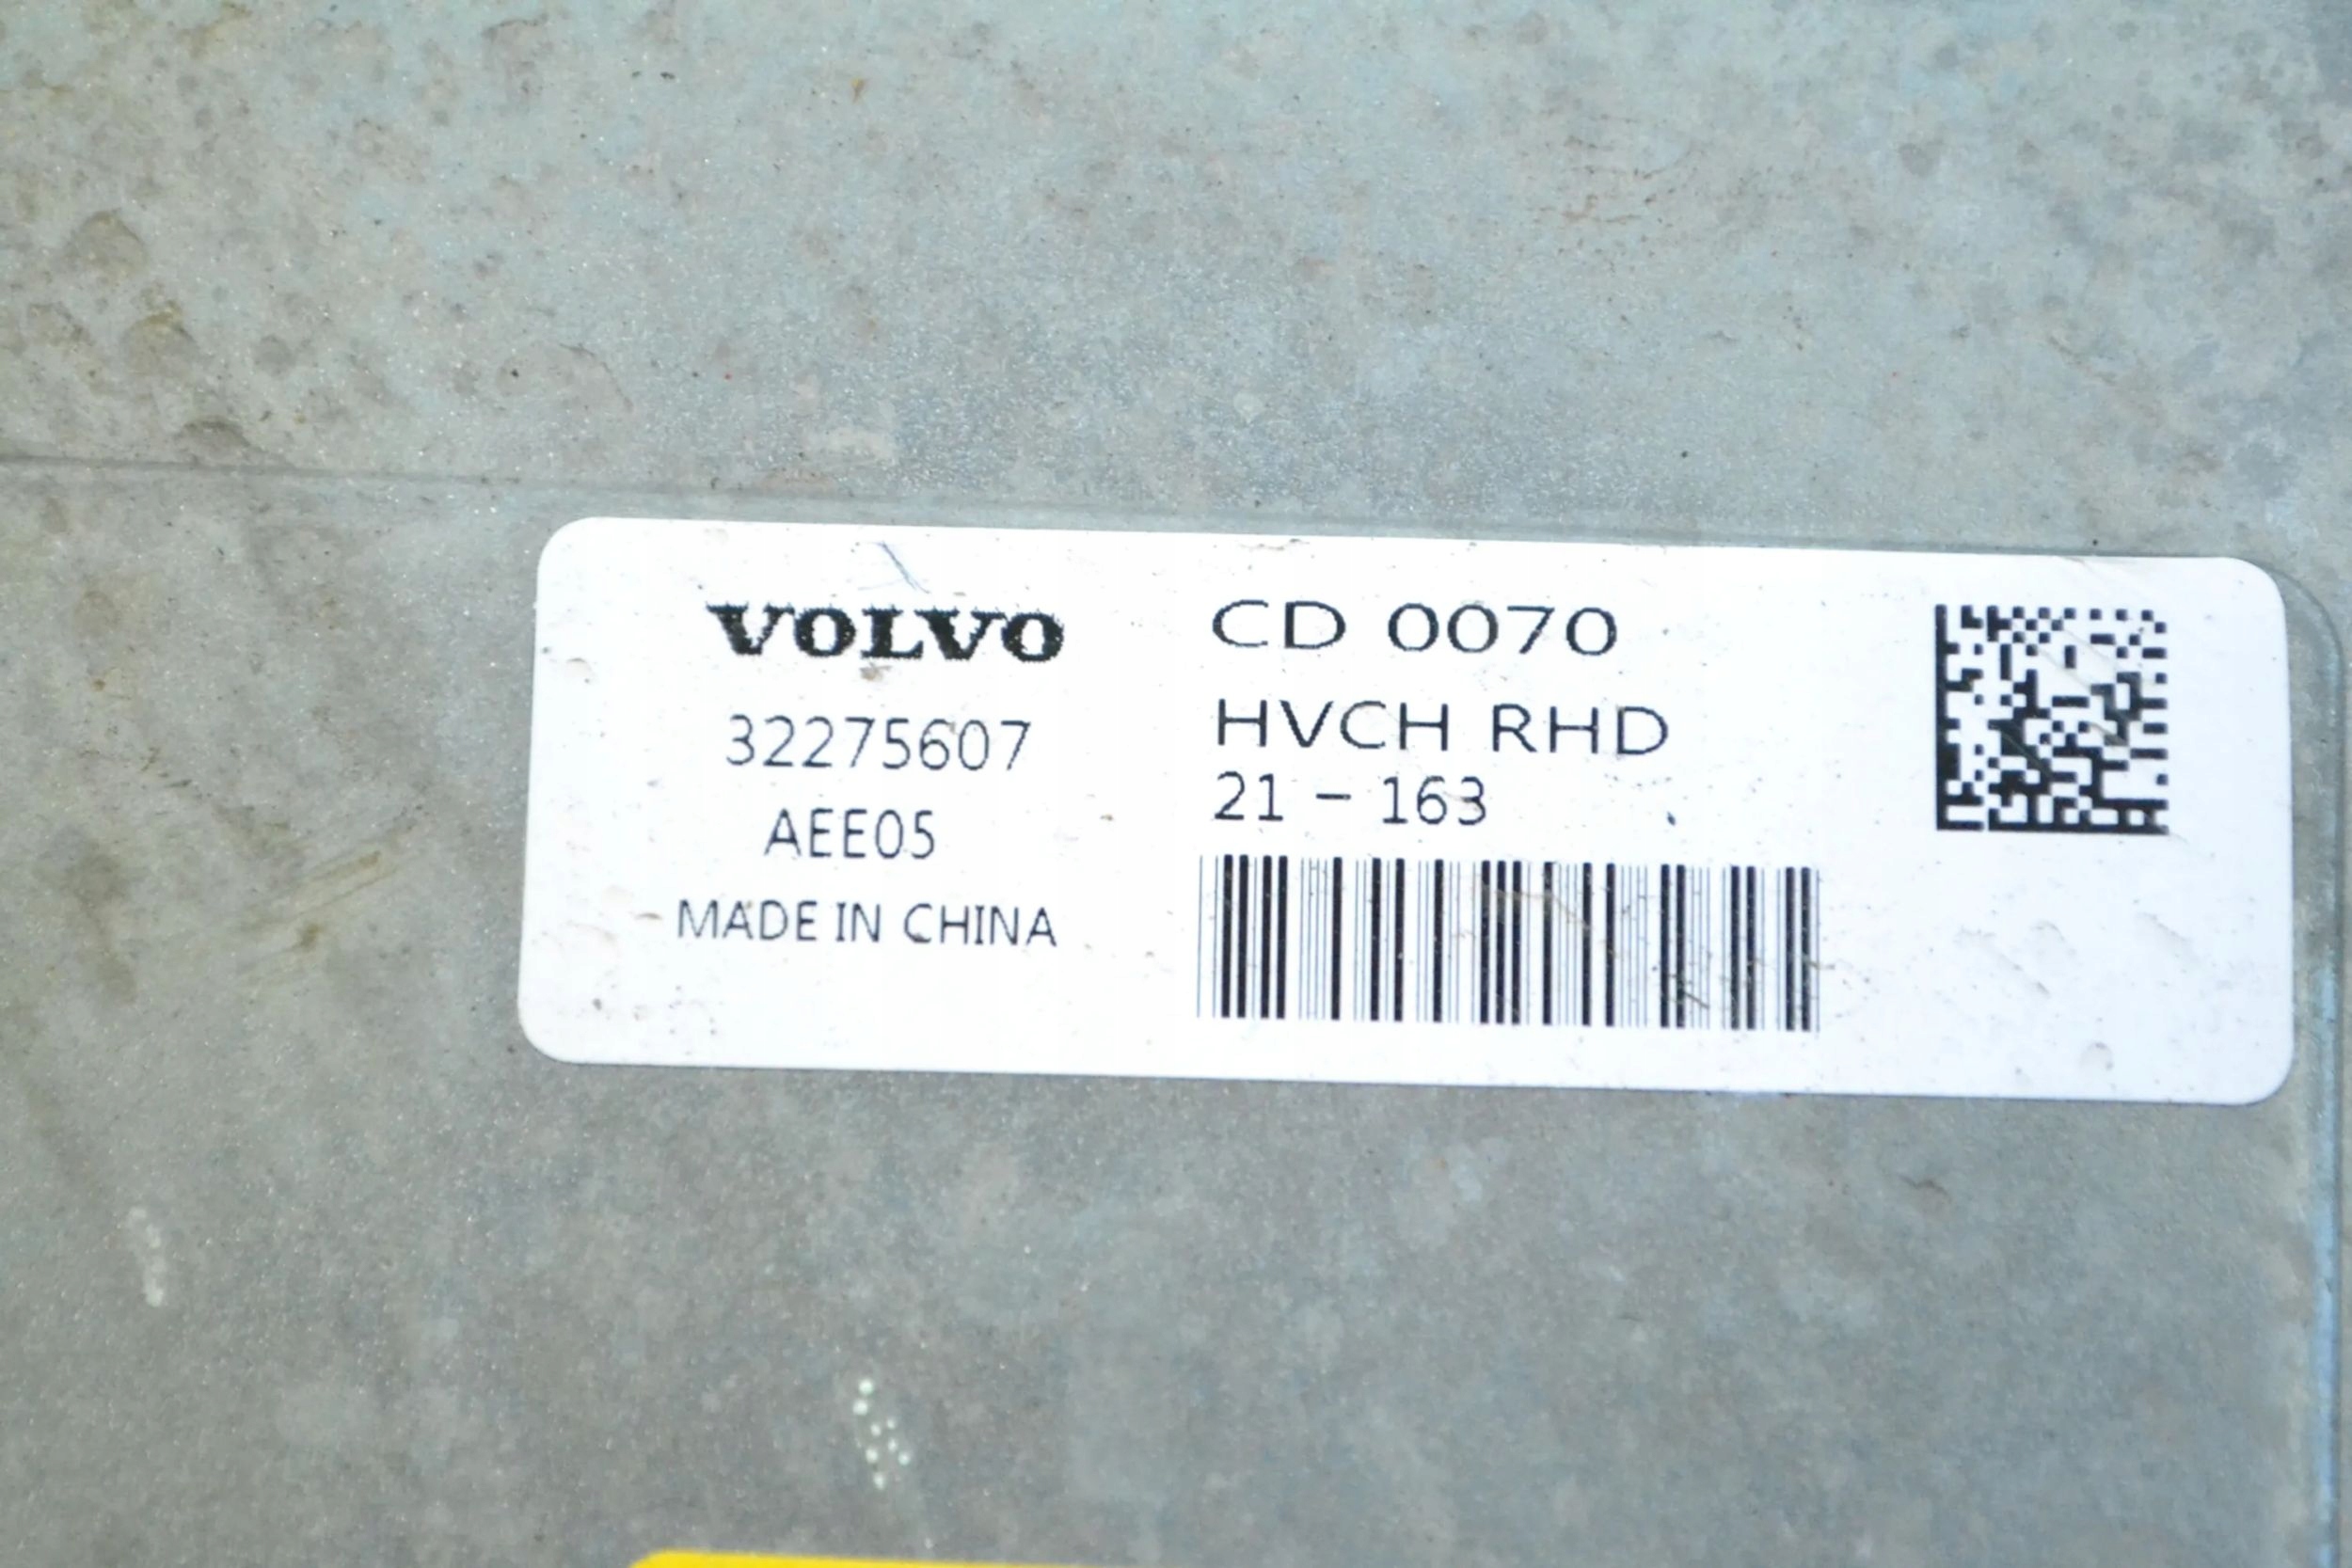 VOLVO
32275607
AEE05
MADE IN CHINA
CD 0070
HVCH RHD
21 - 163